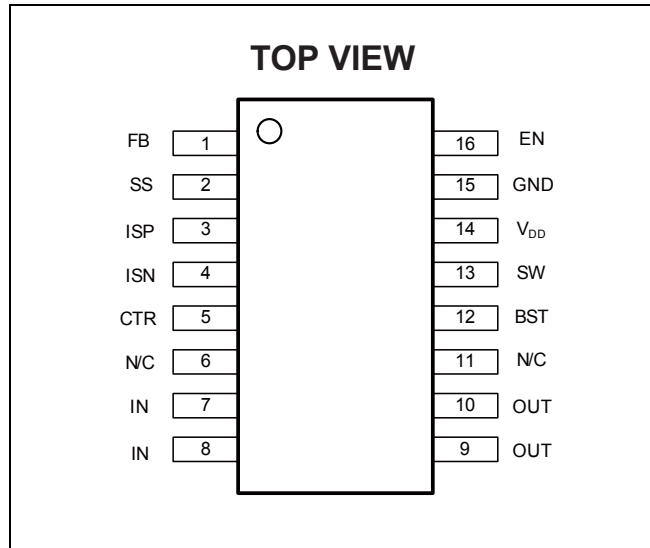 TOP VIEW
FB 1 16 EN
SS 2 15 GND
ISP 3 14 VDD
ISN 4 13 SW
CTR 5 12 BST
N/C 6 11 N/C
IN 7 10 OUT
IN 8 9 OUT